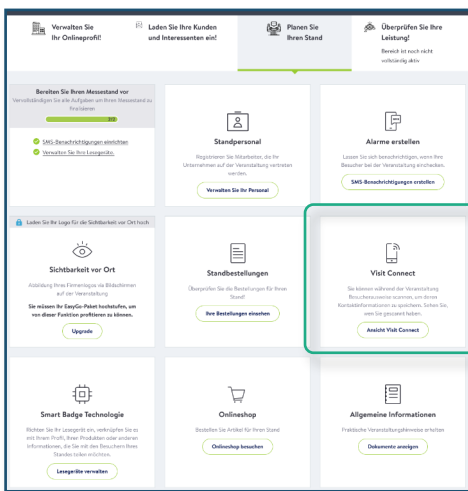 Verwalten Sie
Ihr Onlineprofil!
Laden Sie Ihre Kunden
und Interessenten ein!
Planen Sie
Ihren Stand
Überprüfen Sie Ihre
Leistung!
Bereich ist noch nicht
vollständig aktiv
Bereiten Sie Ihren Messestand vor
Vervollständigen Sie alle Aufgaben um Ihren Messestand zu
finalisieren
SMS-Benachrichtigungen einrichten
Verwalten Sie Ihre Lesegeräte.
Standpersonal
Registrieren Sie Mitarbeiter, die Ihr
Unternehmen auf der Veranstaltung vertreten
werden.
Verwalten Sie Ihr Personal
Alarme erstellen
Lassen Sie sich benachrichtigen, wenn Ihre
Besucher bei der Veranstaltung einchecken.
SMS-Benachrichtigungen erstellen
Laden Sie Ihr Logo für die Sichtbarkeit vor Ort hoch
Sichtbarkeit vor Ort
Abbildung Ihres Firmenlogos via Bildschirmen
auf der Veranstaltung
Sie müssen Ihr EasyGo-Paket hochstufen, um
von dieser Funktion profitieren zu können.
Upgrade
Standbestellungen
Überprüfen Sie die Bestellungen für Ihren
Stand!
Ihre Bestellungen einsehen
Visit Connect
Sie können während der Veranstaltung
Besucherausweise scannen, um deren
Kontaktinformationen zu speichern. Sehen Sie,
wen Sie gescannt haben.
Ansicht Visit Connect
Smart Badge Technologie
Richten Sie Ihr Lesegerät ein, verknüpfen Sie es
mit Ihrem Profil, Ihren Produkten oder anderen
Informationen, die Sie mit den Besuchern Ihres
Standes teilen möchten.
Lesegeräte verwalten
Onlineshop
Bestellen Sie Artikel für Ihren Stand
Onlineshop besuchen
Allgemeine Informationen
Praktische Veranstaltungshinweise erhalten
Dokumente anzeigen